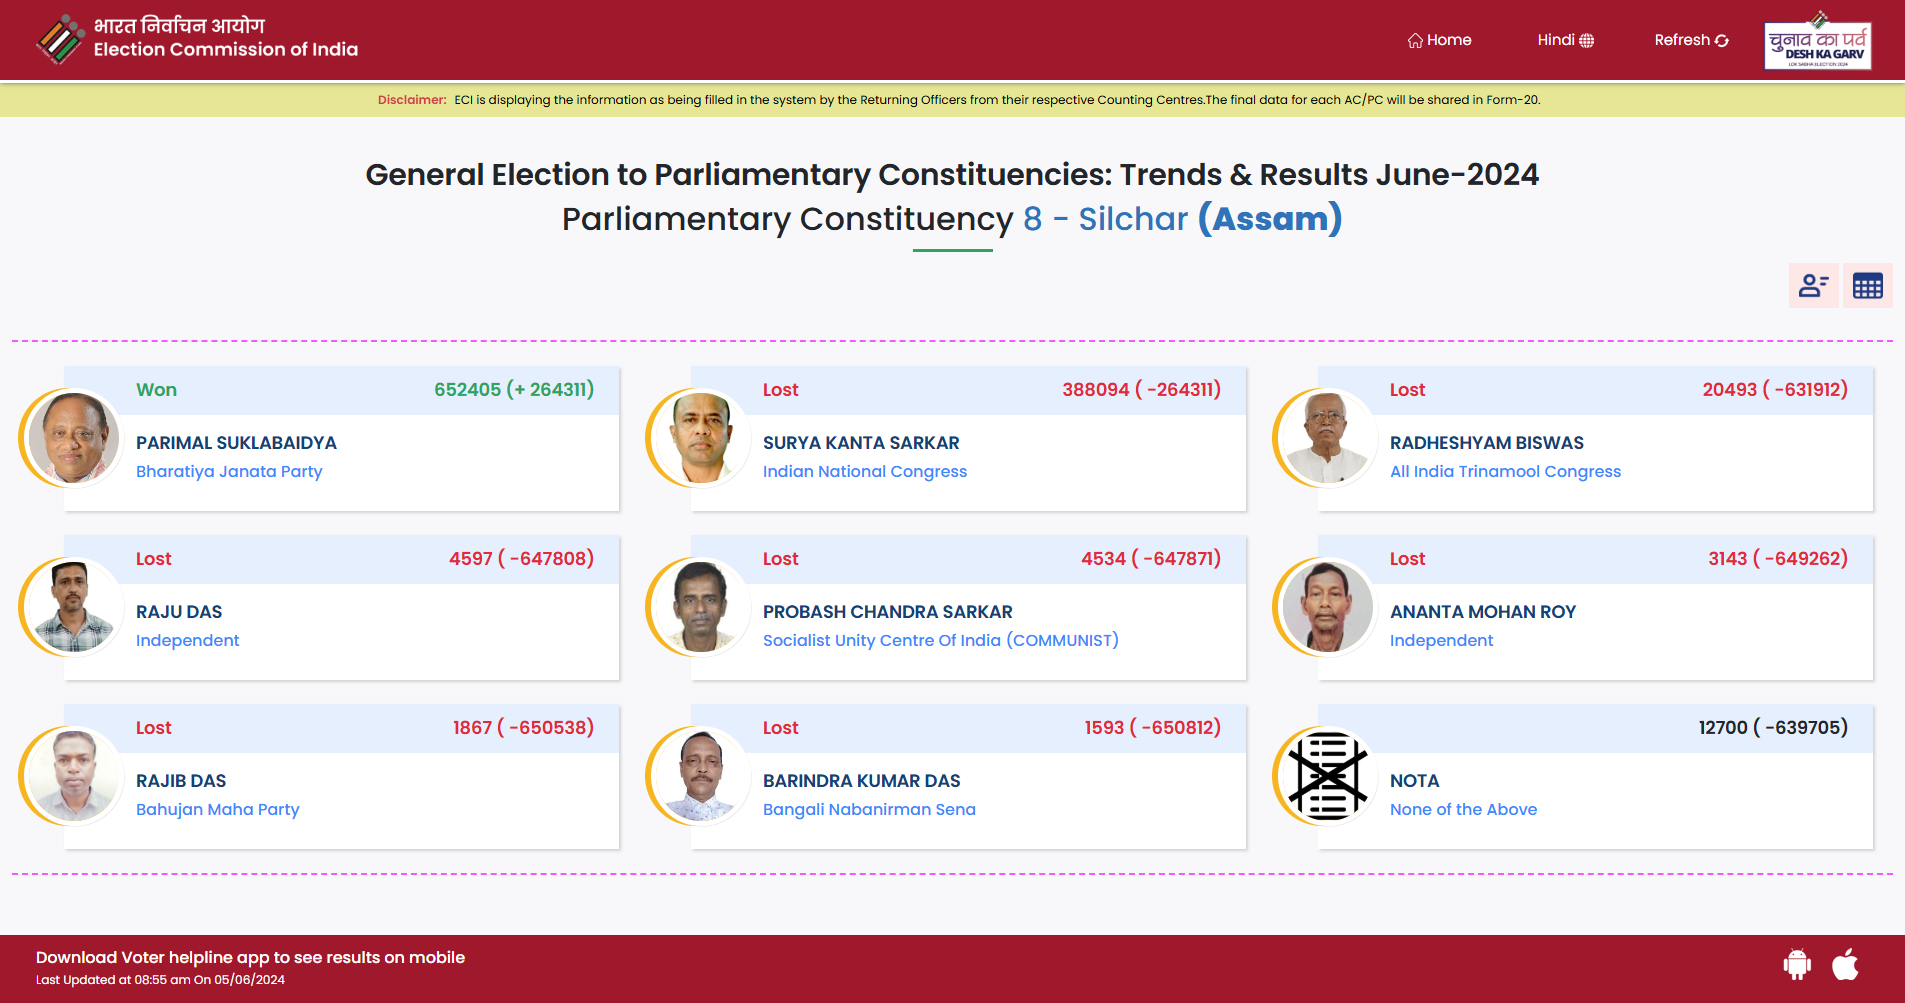 भारत निर्वाचन आयोग
Election Commission of India
Home
Hindi
Refresh
चुनाव का पर्व
DESH KA GARV
LOK SABHA ELECTION 2024
Disclaimer: ECI is displaying the information as being filled in the system by the Returning Officers from their respective Counting Centres.The final data for each AC/PC will be shared in Form-20.
General Election to Parliamentary Constituencies: Trends & Results June-2024
Parliamentary Constituency 8 - Silchar (Assam)
Won 652405 (+ 264311)
PARIMAL SUKLABAIDYA
Bharatiya Janata Party
Lost 388094 ( -264311)
SURYA KANTA SARKAR
Indian National Congress
Lost 20493 ( -631912)
RADHESHYAM BISWAS
All India Trinamool Congress
Lost 4597 ( -647808)
RAJU DAS
Independent
Lost 4534 ( -647871)
PROBASH CHANDRA SARKAR
Socialist Unity Centre Of India (COMMUNIST)
Lost 3143 ( -649262)
ANANTA MOHAN ROY
Independent
Lost 1867 ( -650538)
RAJIB DAS
Bahujan Maha Party
Lost 1593 ( -650812)
BARINDRA KUMAR DAS
Bangali Nabanirman Sena
12700 ( -639705)
NOTA
None of the Above
Download Voter helpline app to see results on mobile
Last Updated at 08:55 am On 05/06/2024